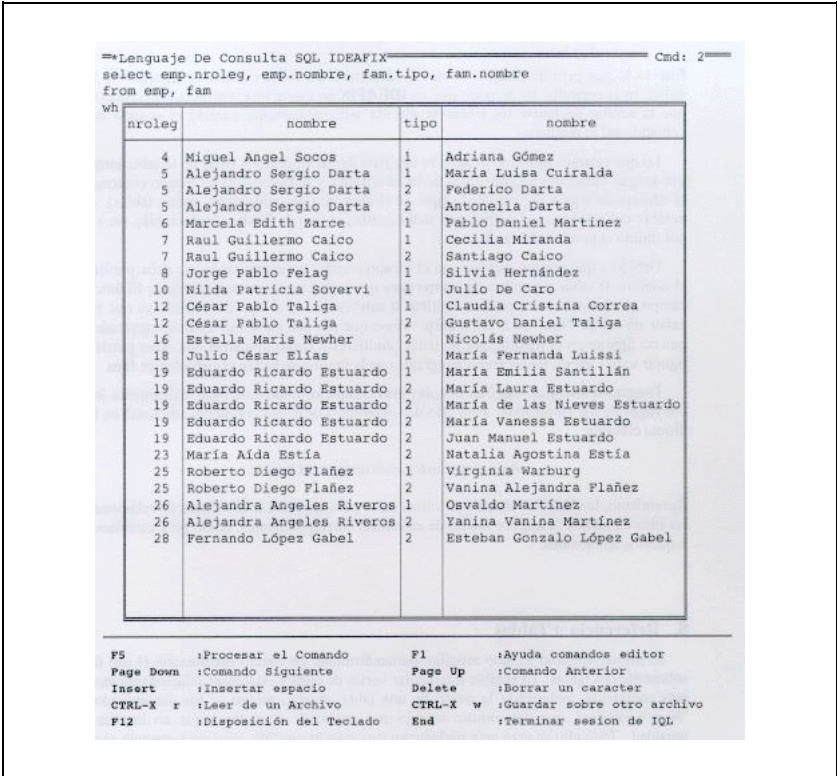 *Lenguaje De Consulta SQL IDEAFIX Cmd: 2
select emp.nroleg, emp.nombre, fam.tipo, fam.nombre
from emp, fam
wh
nroleg nombre tipo nombre
4 Miguel Angel Socos 1 Adriana Gómez
5 Alejandro Sergio Darta 1 María Luisa Cuiralda
5 Alejandro Sergio Darta 2 Federico Darta
5 Alejandro Sergio Darta 2 Antonella Darta
6 Marcela Edith Zarce 1 Pablo Daniel Martínez
7 Raul Guillermo Caico 1 Cecilia Miranda
7 Raul Guillermo Caico 2 Santiago Caico
8 Jorge Pablo Felag 1 Silvia Hernández
10 Nilda Patricia Sovervi 1 Julio De Caro
12 César Pablo Taliga 1 Claudia Cristina Correa
12 César Pablo Taliga 2 Gustavo Daniel Taliga
16 Estella Maris Newher 2 Nicolás Newher
18 Julio César Elías 1 María Fernanda Luissi
19 Eduardo Ricardo Estuardo 1 María Emilia Santillán
19 Eduardo Ricardo Estuardo 2 María Laura Estuardo
19 Eduardo Ricardo Estuardo 2 María de las Nieves Estuardo
19 Eduardo Ricardo Estuardo 2 María Vanessa Estuardo
19 Eduardo Ricardo Estuardo 2 Juan Manuel Estuardo
23 María Aída Estía 2 Natalia Agostina Estía
25 Roberto Diego Flañez 1 Virginia Warburg
25 Roberto Diego Flañez 2 Vanina Alejandra Flañez
26 Alejandra Angeles Riveros 1 Osvaldo Martínez
26 Alejandra Angeles Riveros 2 Yanina Vanina Martínez
28 Fernando López Gabel 2 Esteban Gonzalo López Gabel
F5 :Procesar el Comando F1 :Ayuda comandos editor
Page Down :Comando Siguiente Page Up :Comando Anterior
Insert :Insertar espacio Delete :Borrar un caracter
CTRL-X r :Leer de un Archivo CTRL-X w :Guardar sobre otro archivo
F12 :Disposición del Teclado End :Terminar sesion de IQL